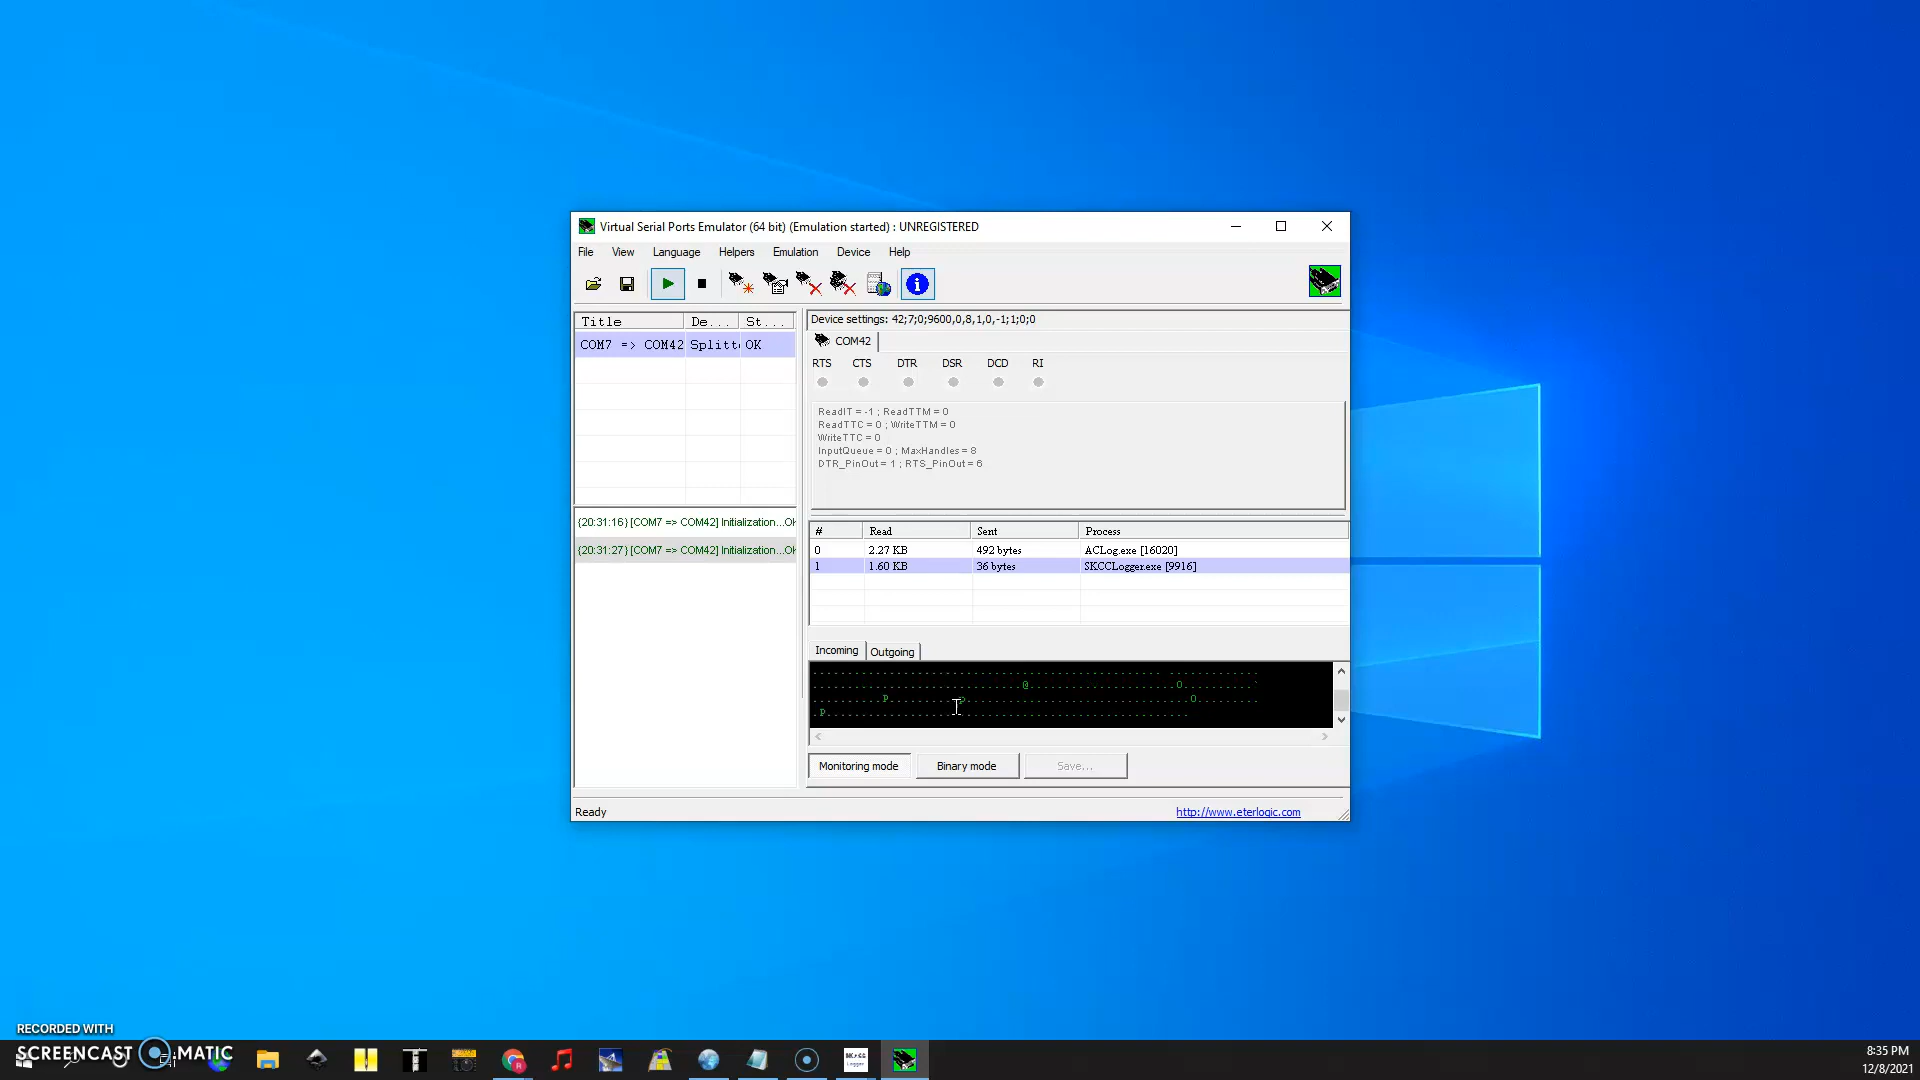 Virtual Serial Ports Emulator (64 bit) (Emulation started) : UNREGISTERED
File View Language Helpers Emulation Device Help
Title De... St...
COM7 => COM42 Splitt OK
{20:31:16} [COM7 => COM42] Initialization...O
{20:31:27} [COM7 => COM42] Initialization...O
Device settings: 42;7;0;9600,0,8,1,0,-1;1;0;0
COM42
RTS CTS DTR DSR DCD RI
ReadIT = -1 ; ReadTTM = 0
ReadTTC = 0 ; WriteTTM = 0
WriteTTC = 0
InputQueue = 0 ; MaxHandles = 8
DTR_PinOut = 1 ; RTS_PinOut = 6
# Read Sent Process
0 2.27 KB 492 bytes ACLog.exe [16020]
1 1.60 KB 36 bytes SKCCLogger.exe [9916]
Incoming Outgoing
Monitoring mode Binary mode Save...
Ready http://www.eterlogic.com
RECORDED WITH
SCREENCAST MATIC
8:35 PM
12/8/2021